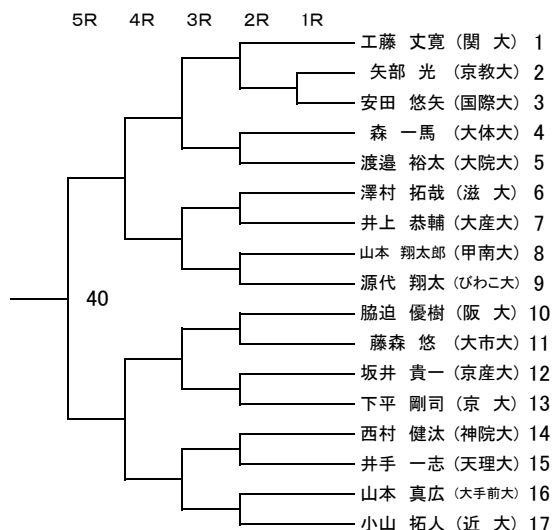 5R 4R 3R 2R 1R
工藤 丈寛 (関 大) 1
矢部 光 (京教大) 2
安田 悠矢 (国際大) 3
森 一馬 (大体大) 4
渡邉 裕太 (大院大) 5
澤村 拓哉 (滋 大) 6
井上 恭輔 (大産大) 7
山本 翔太郎 (甲南大) 8
源代 翔太 (びわこ大) 9
40
脇迫 優樹 (阪 大) 10
藤森 悠 (大市大) 11
坂井 貴一 (京産大) 12
下平 剛司 (京 大) 13
西村 健汰 (神院大) 14
井手 一志 (天理大) 15
山本 真広 (大手前大) 16
小山 拓人 (近 大) 17